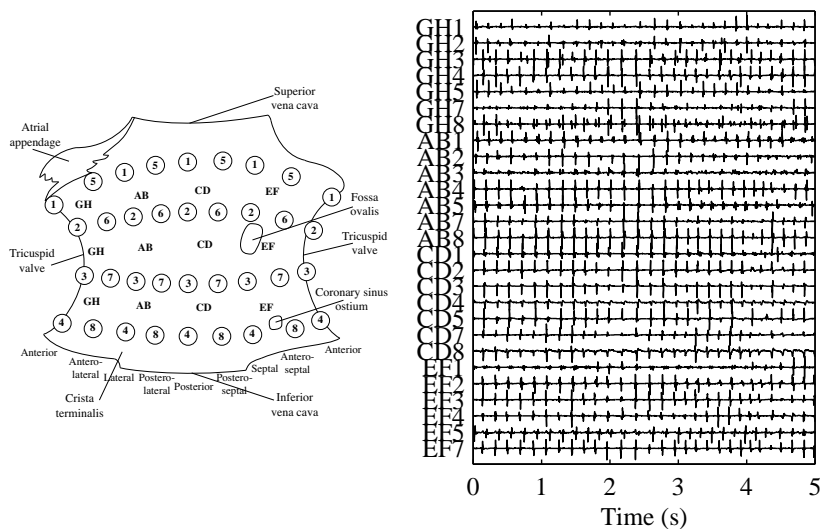 Superior
vena cava
Atrial
appendage
5 1 5 1 5 1 5
1 GH AB CD EF 1
2 6 2 6 2 6 2 6 2
Fossa
ovalis
GH AB CD EF
Tricuspid
valve
Tricuspid
valve
3 7 3 7 3 7 3 7 3
GH AB CD EF
Coronary sinus
ostium
4 8 4 8 4 8 4 8 4
Anterior
Antero-
lateral
Lateral
Postero-
lateral
Posterior
Postero-
septal
Septal
Antero-
septal
Anterior
Crista
terminalis
Inferior
vena cava
GH1
GH2
GH3
GH4
GH5
GH7
GH8
AB1
AB2
AB3
AB4
AB5
AB7
AB8
CD1
CD2
CD3
CD4
CD5
CD7
CD8
EF1
EF2
EF3
EF4
EF5
EF7
0 1 2 3 4 5
Time (s)